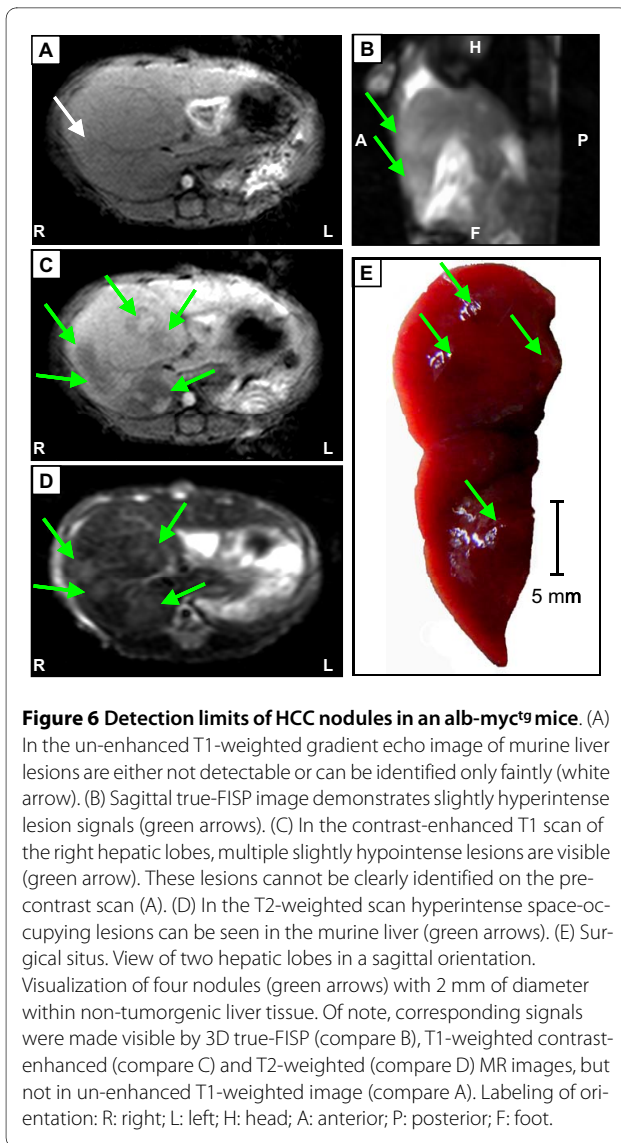 A
B
H
A
P
F
R
L
C
E
R
L
D
R
L
5 mm
Figure 6 Detection limits of HCC nodules in an alb-myctg mice. (A)
In the un-enhanced T1-weighted gradient echo image of murine liver
lesions are either not detectable or can be identified only faintly (white
arrow). (B) Sagittal true-FISP image demonstrates slightly hyperintense
lesion signals (green arrows). (C) In the contrast-enhanced T1 scan of
the right hepatic lobes, multiple slightly hypointense lesions are visible
(green arrow). These lesions cannot be clearly identified on the pre-
contrast scan (A). (D) In the T2-weighted scan hyperintense space-oc-
cupying lesions can be seen in the murine liver (green arrows). (E) Sur-
gical situs. View of two hepatic lobes in a sagittal orientation.
Visualization of four nodules (green arrows) with 2 mm of diameter
within non-tumorgenic liver tissue. Of note, corresponding signals
were made visible by 3D true-FISP (compare B), T1-weighted contrast-
enhanced (compare C) and T2-weighted (compare D) MR images, but
not in un-enhanced T1-weighted image (compare A). Labeling of ori-
entation: R: right; L: left; H: head; A: anterior; P: posterior; F: foot.